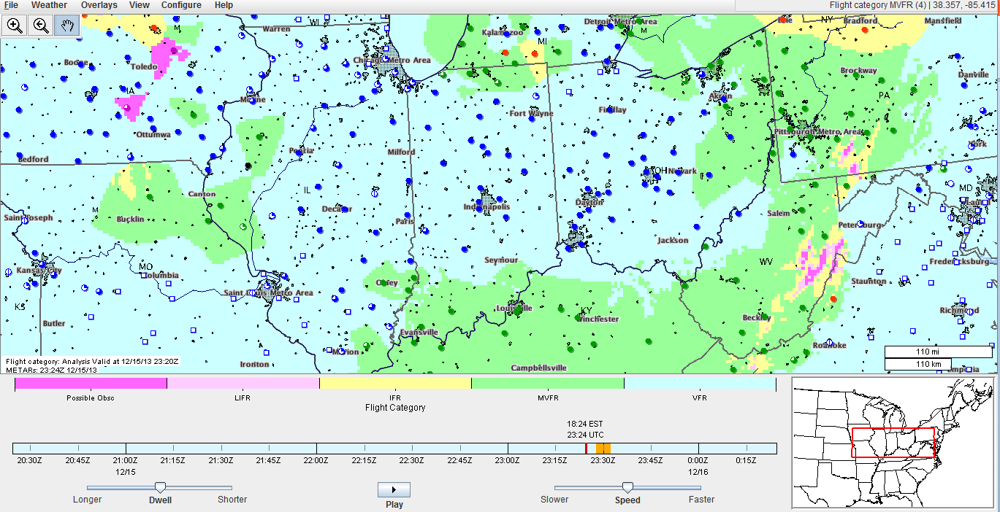 File Weather Overlays View Configure Help
Flight category MVFR (4) | 38.357, -85.415
WI
Warren
Kalamazoo
MI
Detroit Metro Area
M
NY
Bradford
Mansfield
M
Chicago Metro Area
Toledo
Brockway
Danville
IA
Moline
Akron
PA
Fort Wayne
Findlay
Ottumwa
Pittsburgh Metro Area
York
Bedford
Peoria
Milford
OH
Newark
IL
Canton
MD
Saint Joseph
M
Bucklin
Decatur
Indianapolis
Dayton
Salem
Paris
Petersburg
Jackson
Seymour
WV
Fredericksburg
Kansas City
MO
Columbia
Olney
Staunton
Saint Louis Metro Area
KS
Louisville
KY
Winchester
Richmond
Butler
Beckley
Evansville
Roanoke
Marion
110 mi
Flight category: Analysis Valid at 12/15/13 23:20Z
Ironton
110 km
METARs: 23:24Z 12/15/13
Campbellsville
Emporia
Possible Obsc LIFR IFR MVFR VFR
Flight Category
18:24 EST
23:24 UTC
20:30Z 20:45Z 21:00Z 21:15Z 21:30Z 21:45Z 22:00Z 22:15Z 22:30Z 22:45Z 23:00Z 23:15Z 23:30Z 23:45Z 0:00Z 0:15Z
12/15 12/16
Longer Dwell Shorter
Play
Slower Speed Faster